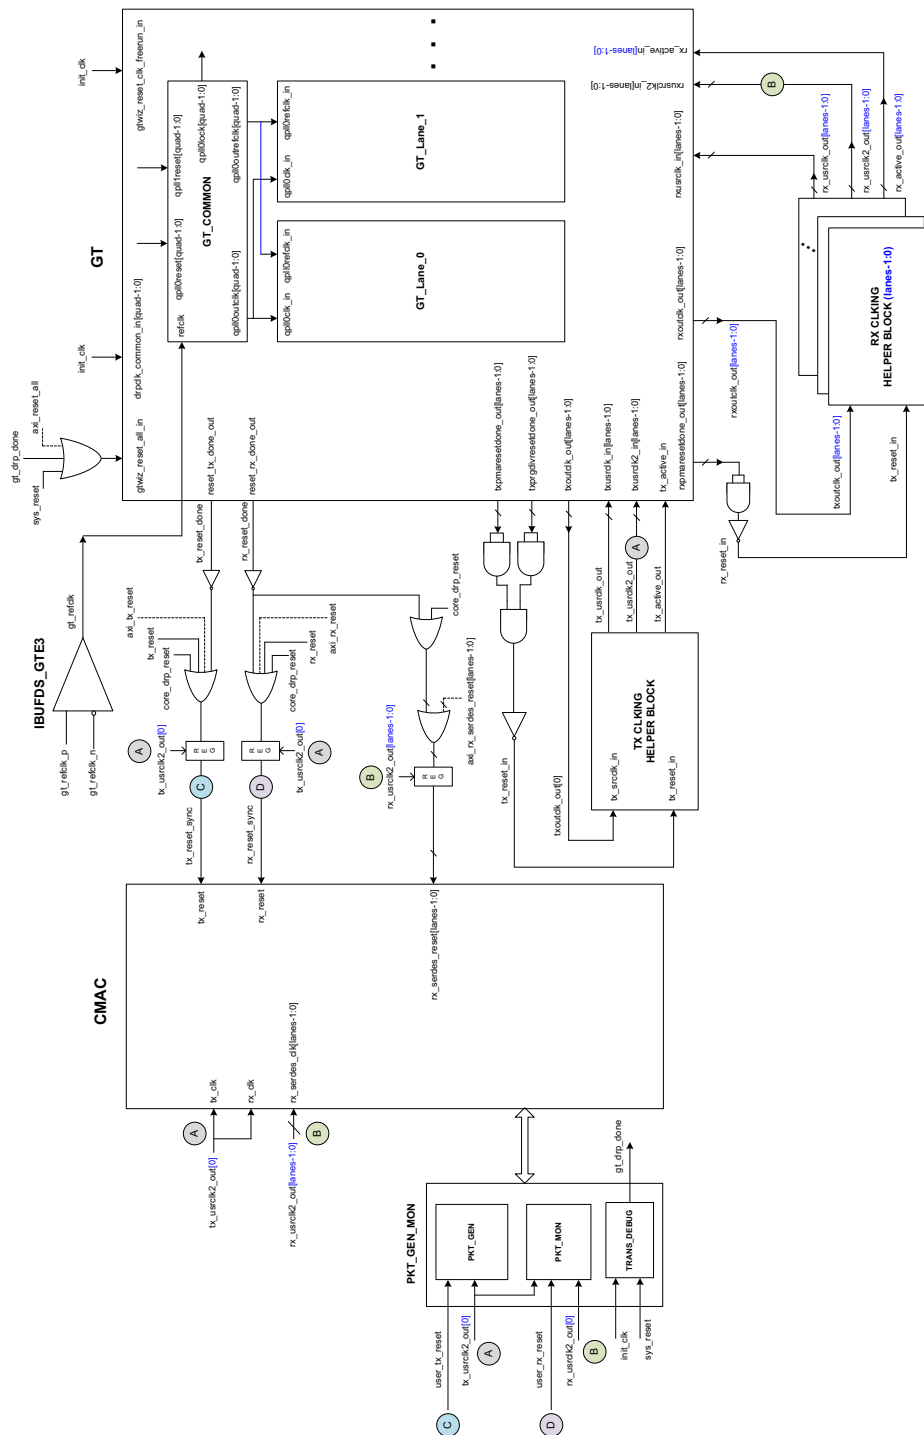 init_clk
gtwiz_reset_clk_freerun_in
GT
init_clk
drpclk_common_in[quad-1:0]
axi_reset_all
gt_drp_done
sys_reset
gtwiz_reset_all_in
qpll1reset[quad-1:0]
qpll0reset[quad-1:0]
refclk
GT_COMMON
qpll0lock[quad-1:0]
qpll0outrefclk[quad-1:0]
qpll0outclk[quad-1:0]
qpll0refclk_in
qpll0clk_in
GT_Lane_1
qpll0refclk_in
qpll0clk_in
GT_Lane_0
rx_active_in[lanes-1:0]
rxusrclk2_in[lanes-1:0]
rxusrclk_in[lanes-1:0]
rxoutclk_out[lanes-1:0]
rxpmaresetdone_out[lanes-1:0]
B
rx_usrclk_out[lanes-1:0]
rx_usrclk2_out[lanes-1:0]
rx_active_out[lanes-1:0]
RX CLKING
HELPER BLOCK (lanes-1:0)
rxoutclk_out[lanes-1:0]
txoutclk_out[lanes-1:0]
tx_reset_in
rx_reset_in
reset_tx_done_out
reset_rx_done_out
tx_reset_done
rx_reset_done
txpmaresetdone_out[lanes-1:0]
txprgdivresetdone_out[lanes-1:0]
txoutclk_out[lanes-1:0]
txusrclk_in[lanes-1:0]
txusrclk2_in[lanes-1:0]
tx_active_in
A
tx_usrclk_out
tx_usrclk2_out
tx_active_out
TX CLKING
HELPER BLOCK
tx_srcclk_in
tx_reset_in
txoutclk_out[0]
tx_reset_in
IBUFDS_GTE3
gt_refclk
gt_refclk_p
gt_refclk_n
axi_tx_reset
tx_reset
core_drp_reset
core_drp_reset
rx_reset
axi_rx_reset
core_drp_reset
axi_rx_serdes_reset[lanes-1:0]
A
tx_usrclk2_out[0]
REG
REG
tx_usrclk2_out[0]
A
B
rx_usrclk2_out[lanes-1:0]
REG
C
D
tx_reset_sync
rx_reset_sync
CMAC
tx_reset
rx_reset
rx_serdes_reset[lanes-1:0]
tx_clk
rx_clk
rx_serdes_clk[lanes-1:0]
A
tx_usrclk2_out[0]
B
rx_usrclk2_out[lanes-1:0]
PKT_GEN_MON
PKT_GEN
PKT_MON
TRANS_DEBUG
gt_drp_done
user_tx_reset
tx_usrclk2_out[0]
user_rx_reset
rx_usrclk2_out[0]
init_clk
sys_reset
C
A
D
B